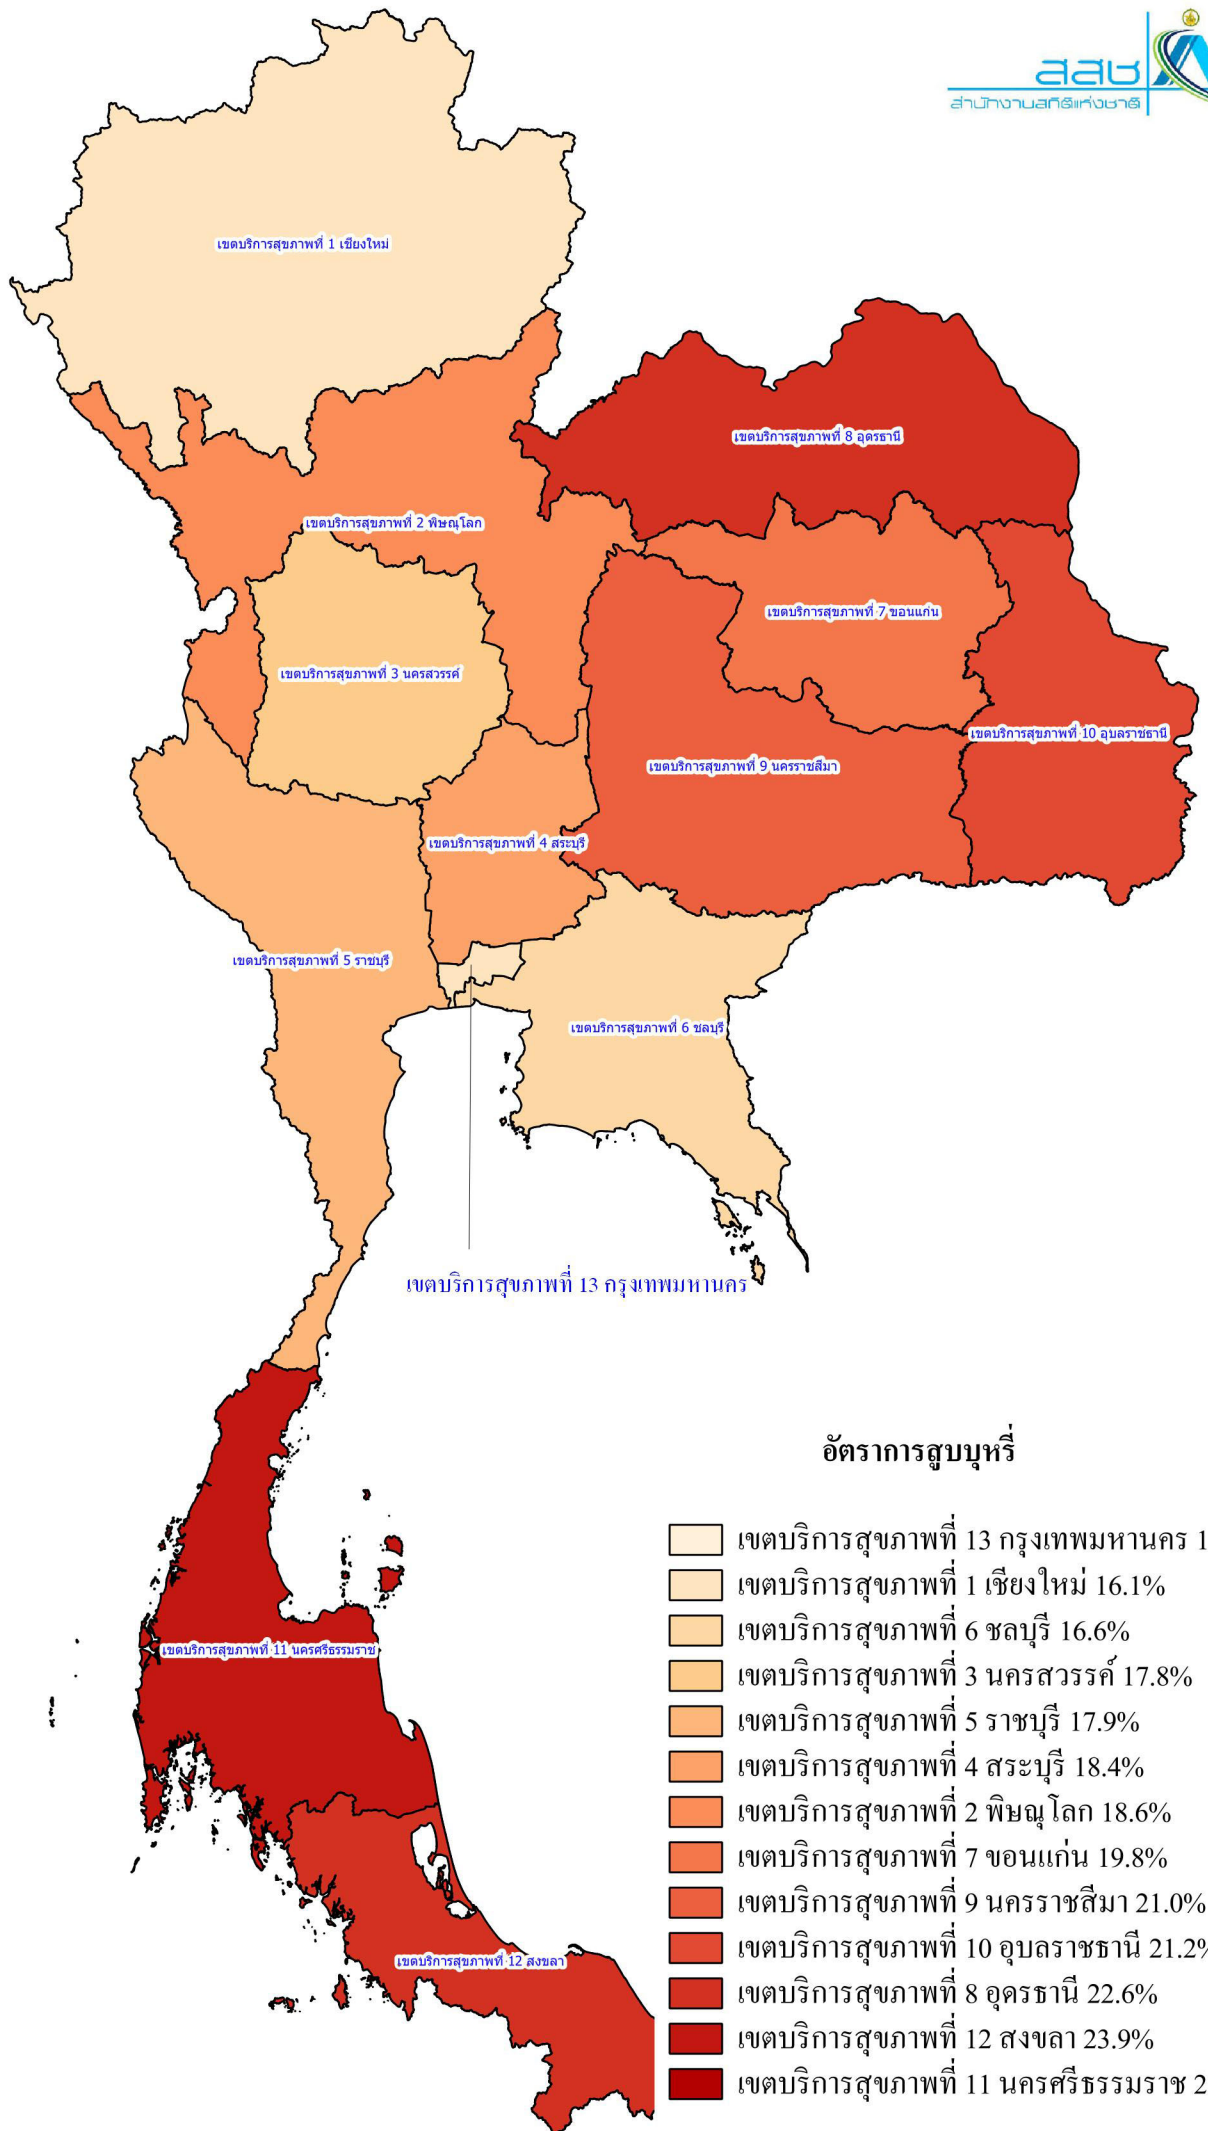 สสช
สำนักงานสถิติแห่งชาติ
เขตบริการสุขภาพที่ 1 เชียงใหม่
เขตบริการสุขภาพที่ 8 อุดรธานี
เขตบริการสุขภาพที่ 2 พิษณุโลก
เขตบริการสุขภาพที่ 7 ขอนแก่น
เขตบริการสุขภาพที่ 3 นครสวรรค์
เขตบริการสุขภาพที่ 10 อุบลราชธานี
เขตบริการสุขภาพที่ 9 นครราชสีมา
เขตบริการสุขภาพที่ 4 สระบุรี
เขตบริการสุขภาพที่ 5 ราชบุรี
เขตบริการสุขภาพที่ 6 ชลบุรี
เขตบริการสุขภาพที่ 13 กรุงเทพมหานคร
อัตราการสูบบุหรี่
เขตบริการสุขภาพที่ 13 กรุงเทพมหานคร 1
เขตบริการสุขภาพที่ 1 เชียงใหม่ 16.1%
เขตบริการสุขภาพที่ 6 ชลบุรี 16.6%
เขตบริการสุขภาพที่ 11 นครศรีธรรมราช
เขตบริการสุขภาพที่ 3 นครสวรรค์ 17.8%
เขตบริการสุขภาพที่ 5 ราชบุรี 17.9%
เขตบริการสุขภาพที่ 4 สระบุรี 18.4%
เขตบริการสุขภาพที่ 2 พิษณุโลก 18.6%
เขตบริการสุขภาพที่ 7 ขอนแก่น 19.8%
เขตบริการสุขภาพที่ 9 นครราชสีมา 21.0%
เขตบริการสุขภาพที่ 10 อุบลราชธานี 21.2%
เขตบริการสุขภาพที่ 12 สงขลา
เขตบริการสุขภาพที่ 8 อุดรธานี 22.6%
เขตบริการสุขภาพที่ 12 สงขลา 23.9%
เขตบริการสุขภาพที่ 11 นครศรีธรรมราช 2